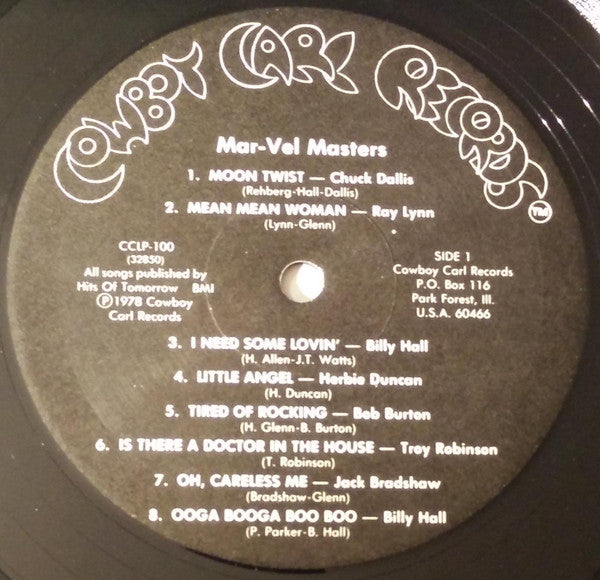 COWBOY CARL RECORDS TM
Mar-Vel Masters
1. MOON TWIST — Chuck Dallis
(Rehberg-Hall-Dallis)
2. MEAN MEAN WOMAN — Ray Lynn
(Lynn-Glenn)
CCLP-100
(32850)
All songs published by
Hits Of Tomorrow BMI
Ⓟ1978 Cowboy
Carl Records
SIDE 1
Cowboy Carl Records
P.O. Box 116
Park Forest, Ill.
U.S.A. 60466
3. I NEED SOME LOVIN' — Billy Hall
(H. Allen-J.T. Watts)
4. LITTLE ANGEL — Herbie Duncan
(H. Duncan)
5. TIRED OF ROCKING — Bob Burton
(H. Glenn-B. Burton)
6. IS THERE A DOCTOR IN THE HOUSE — Troy Robinson
(T. Robinson)
7. OH, CARELESS ME — Jack Bradshaw
(Bradshaw-Glenn)
8. OOGA BOOGA BOO BOO — Billy Hall
(P. Parker-B. Hall)